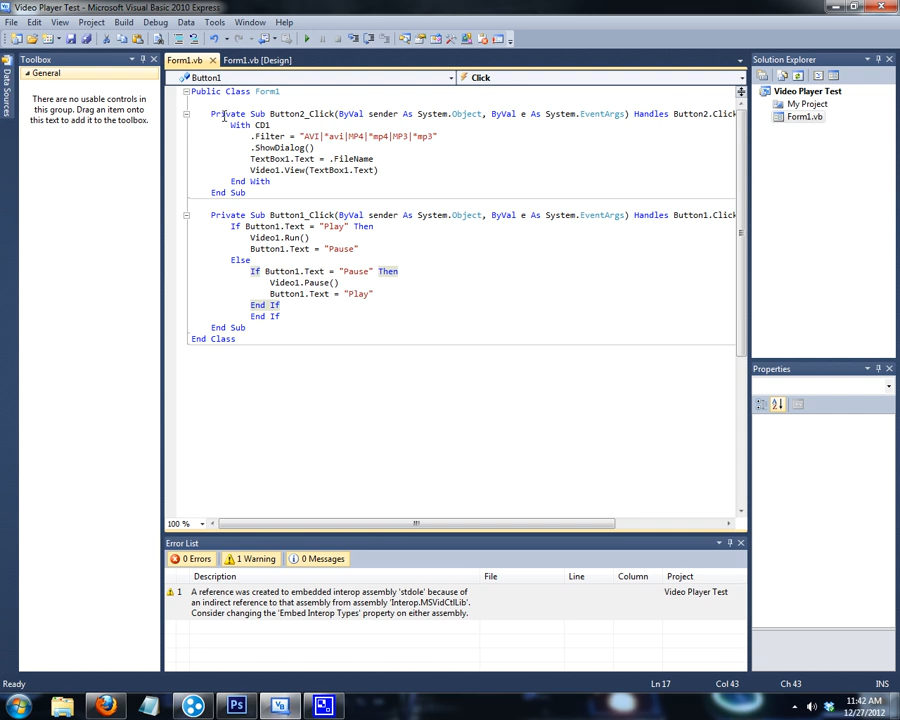 Video Player Test - Microsoft Visual Basic 2010 Express
File Edit View Project Build Debug Data Tools Window Help
Data Sources
Toolbox
General
There are no usable controls in this group. Drag an item onto this text to add it to the toolbox.
Form1.vb
Form1.vb [Design]
Button1
Click
Public Class Form1
Private Sub Button2_Click(ByVal sender As System.Object, ByVal e As System.EventArgs) Handles Button2.Click
With CD1
.Filter = "AVI|*avi|MP4|*mp4|MP3|*mp3"
.ShowDialog()
TextBox1.Text = .FileName
Video1.View(TextBox1.Text)
End With
End Sub
Private Sub Button1_Click(ByVal sender As System.Object, ByVal e As System.EventArgs) Handles Button1.Click
If Button1.Text = "Play" Then
Video1.Run()
Button1.Text = "Pause"
Else
If Button1.Text = "Pause" Then
Video1.Pause()
Button1.Text = "Play"
End If
End If
End Sub
End Class
100 %
Solution Explorer
Video Player Test
My Project
Form1.vb
Properties
Error List
0 Errors
1 Warning
0 Messages
Description File Line Column Project
1 A reference was created to embedded interop assembly 'stdole' because of Video Player Test
an indirect reference to that assembly from assembly 'Interop.MSVidCtlLib'.
Consider changing the 'Embed Interop Types' property on either assembly.
Ready
Ln 17
Col 43
Ch 43
INS
Ps
11:42 AM
12/27/2012